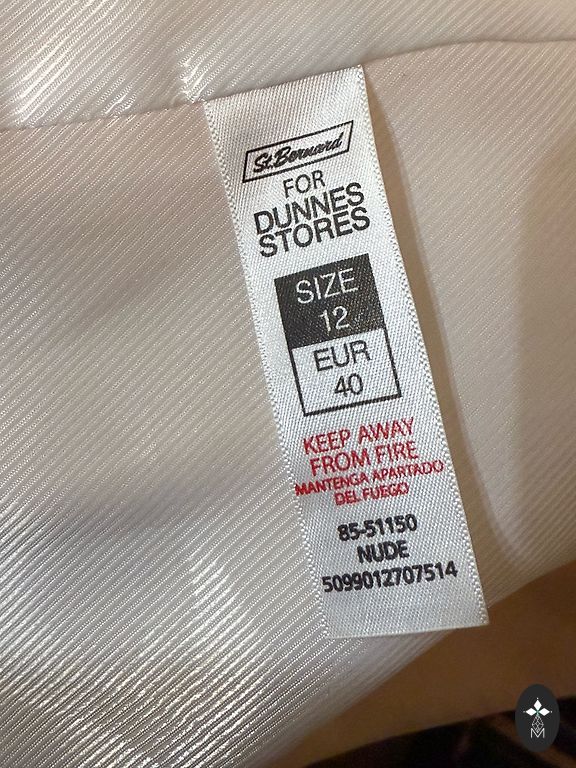 St.Bernard
FOR
DUNNES
STORES
SIZE
12
EUR
40
KEEP AWAY
FROM FIRE
MANTENGA APARTADO
DEL FUEGO
85-51150
NUDE
5099012707514
M